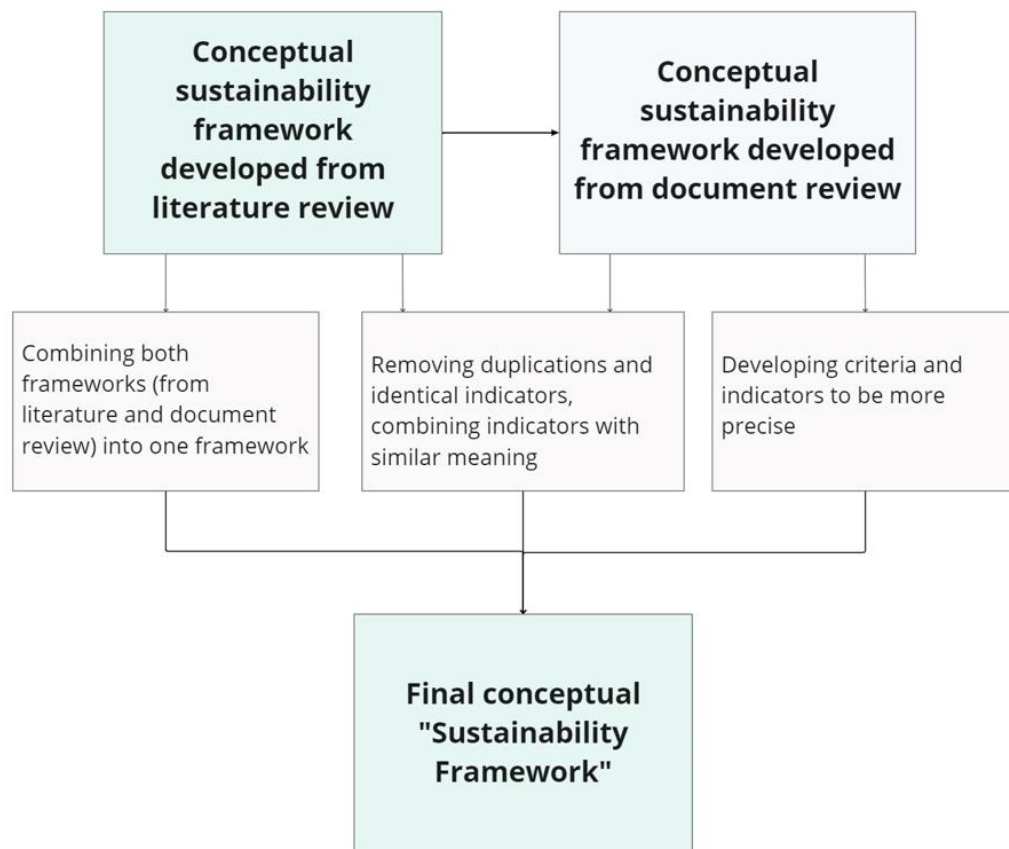 Conceptual
sustainability
framework
developed from
literature review
Conceptual
sustainability
framework developed
from document review
Combining both
frameworks (from
literature and document
review) into one framework
Removing duplications and
identical indicators,
combining indicators with
similar meaning
Developing criteria and
indicators to be more
precise
Final conceptual
"Sustainability
Framework"